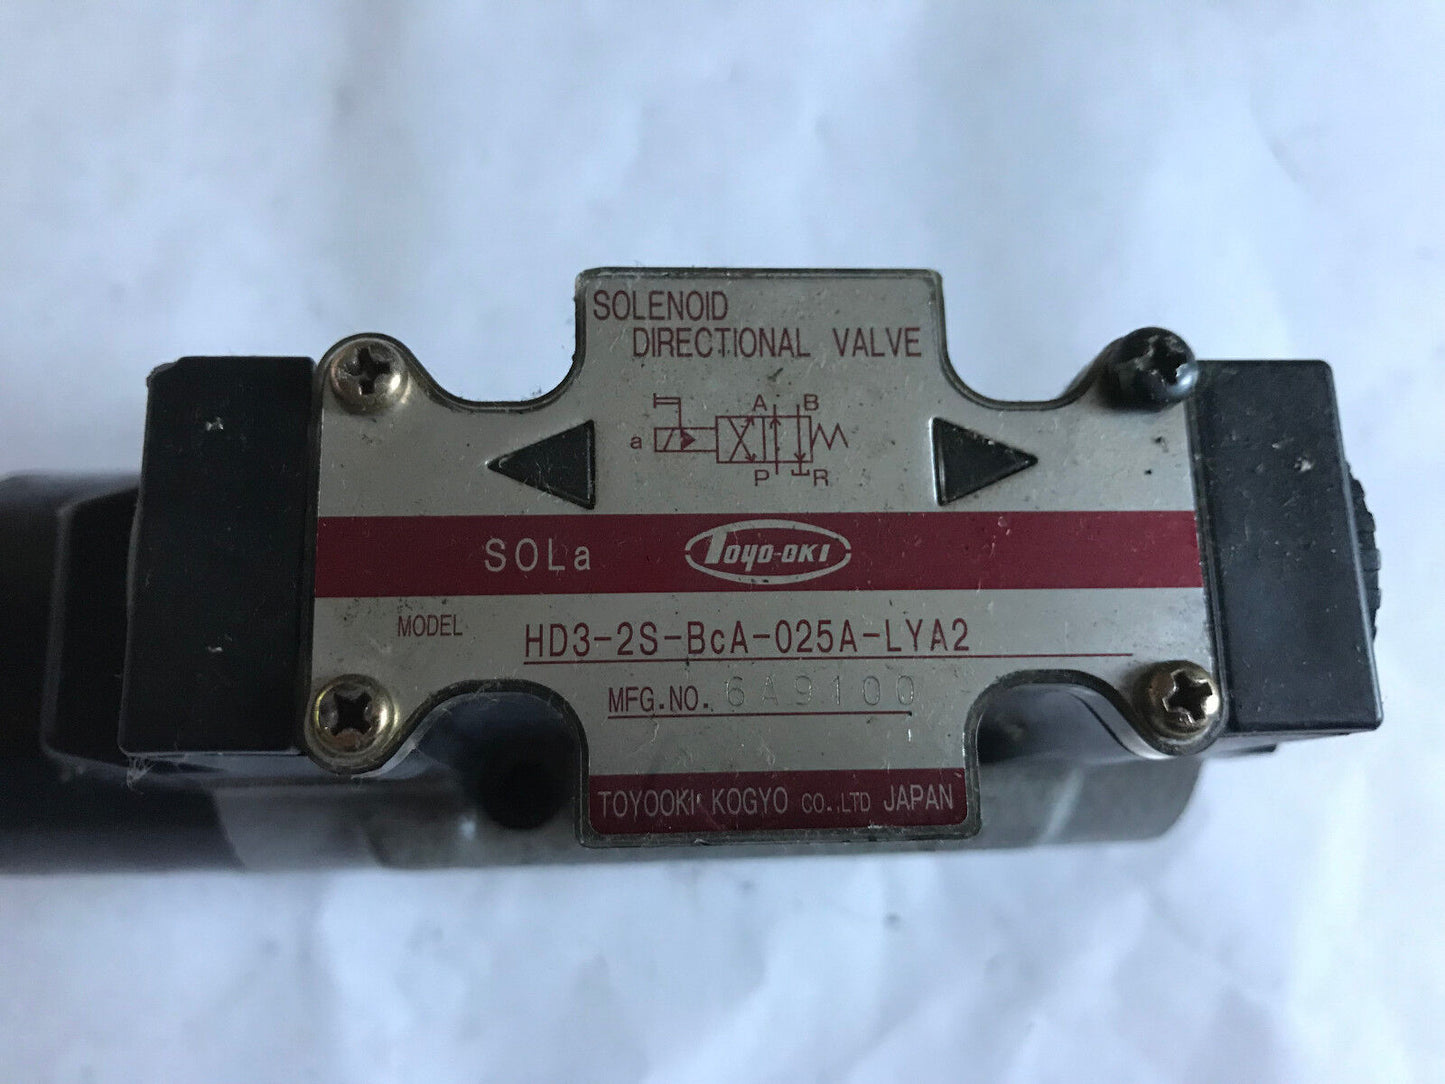 SOLENOID
DIRECTIONAL VALVE
A B
a
P R
SOLa TOYO-OKI
MODEL HD3-2S-BcA-025A-LYA2
MFG.NO. 6A9100
TOYOOKI KOGYO CO.,LTD JAPAN